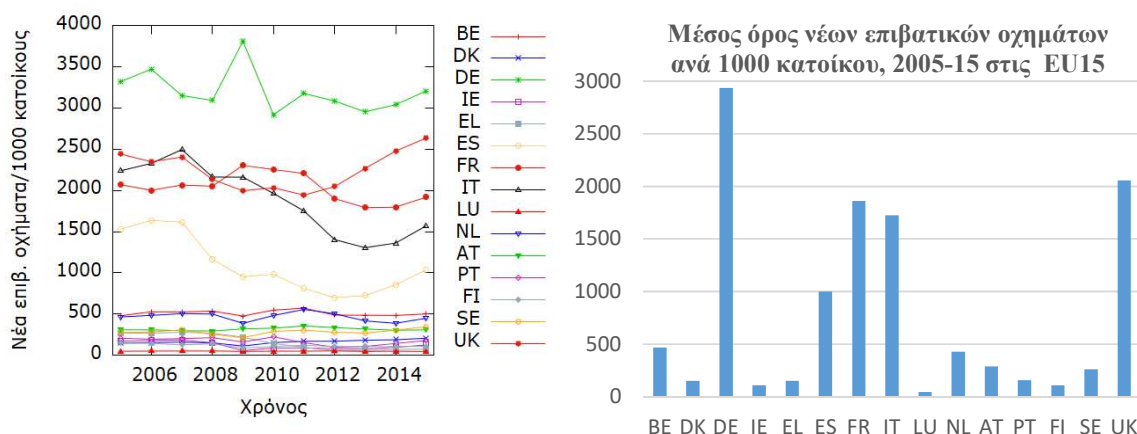 Νέα επιβ. οχήματα/1000 κατοίκους
4000
3500
3000
2500
2000
1500
1000
500
0
2006 2008 2010 2012 2014
Χρόνος
BE
DK
DE
IE
EL
ES
FR
IT
LU
NL
AT
PT
FI
SE
UK
Μέσος όρος νέων επιβατικών οχημάτων
ανά 1000 κατοίκου, 2005-15 στις EU15
3000
2500
2000
1500
1000
500
0
BE DK DE IE EL ES FR IT LU NL AT PT FI SE UK